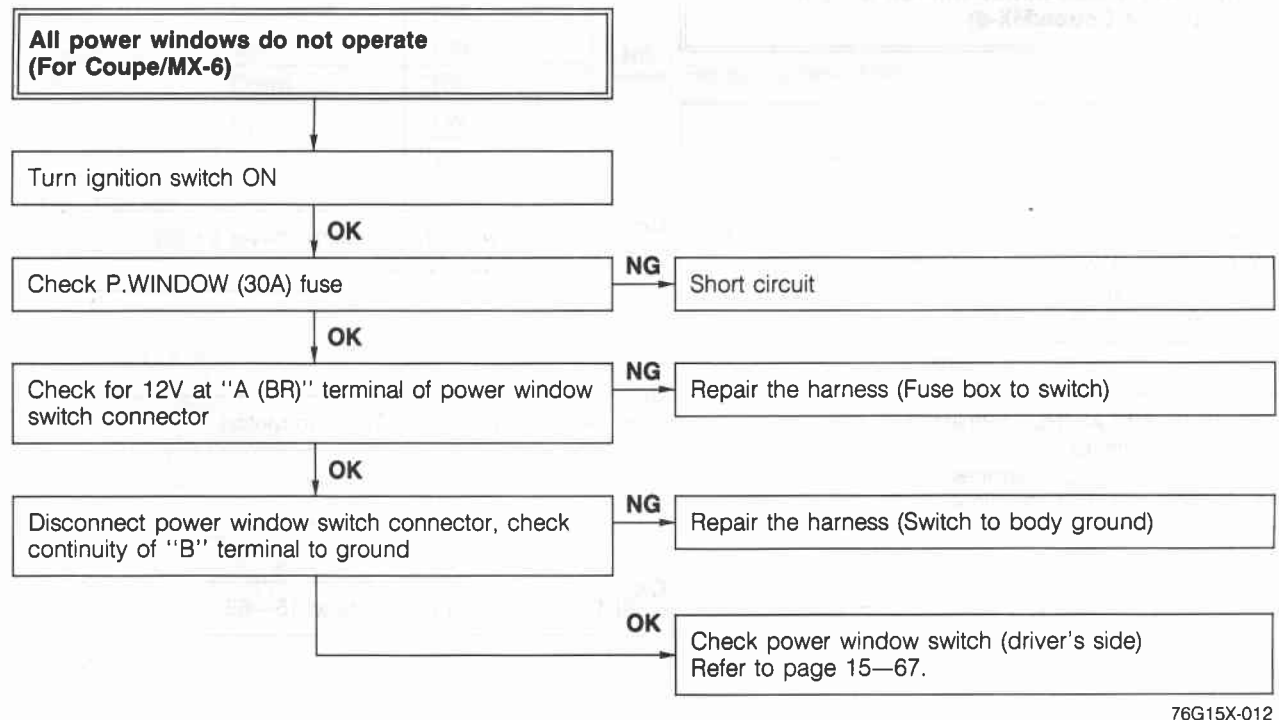 All power windows do not operate
(For Coupe/MX-6)
Turn ignition switch ON
OK
Check P.WINDOW (30A) fuse
NG
Short circuit
OK
Check for 12V at "A (BR)" terminal of power window
switch connector
NG
Repair the harness (Fuse box to switch)
OK
Disconnect power window switch connector, check
continuity of "B" terminal to ground
NG
Repair the harness (Switch to body ground)
OK
Check power window switch (driver's side)
Refer to page 15—67.
76G15X-012